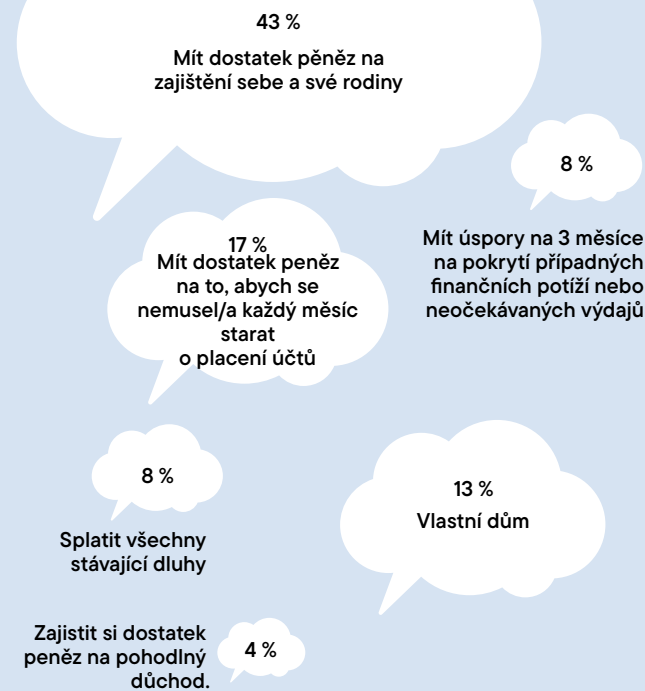 43 %
Mít dostatek pěněz na
zajištění sebe a své rodiny
8 %
Mít úspory na 3 měsíce
na pokrytí případných
finančních potíží nebo
neočekávaných výdajů
17 %
Mít dostatek peněz
na to, abych se
nemusel/a každý měsíc
starat
o placení účtů
8 %
Splatit všechny
stávající dluhy
13 %
Vlastní dům
Zajistit si dostatek
peněz na pohodlný
důchod.
4 %